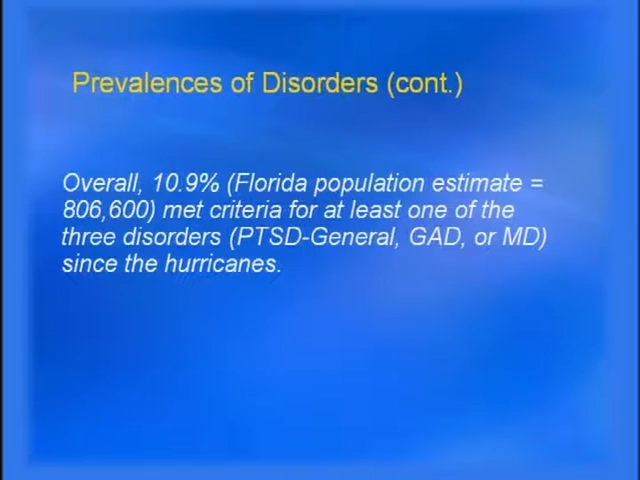 Prevalences of Disorders (cont.)
Overall, 10.9% (Florida population estimate =
806,600) met criteria for at least one of the
three disorders (PTSD-General, GAD, or MD)
since the hurricanes.